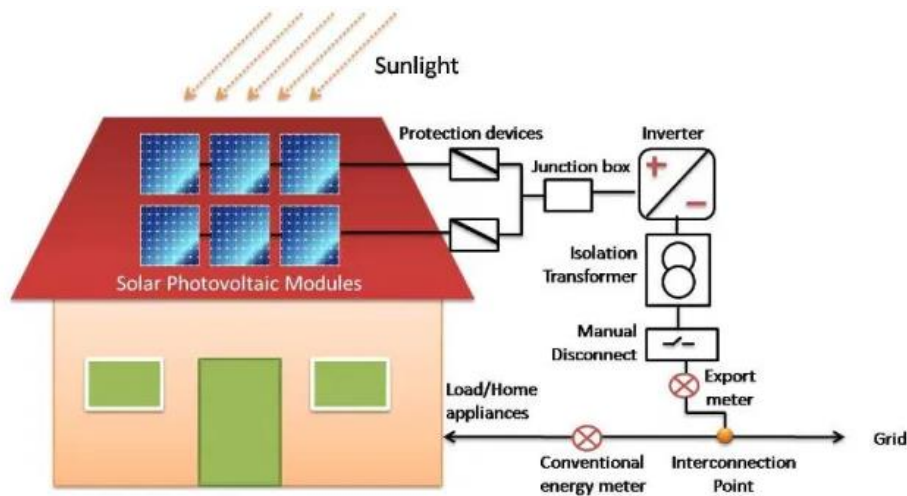 Sunlight
Protection devices
Inverter
Junction box
Solar Photovoltaic Modules
Isolation
Transformer
Manual
Disconnect
Export
meter
Load/Home
appliances
Grid
Conventional
energy meter
Interconnection
Point